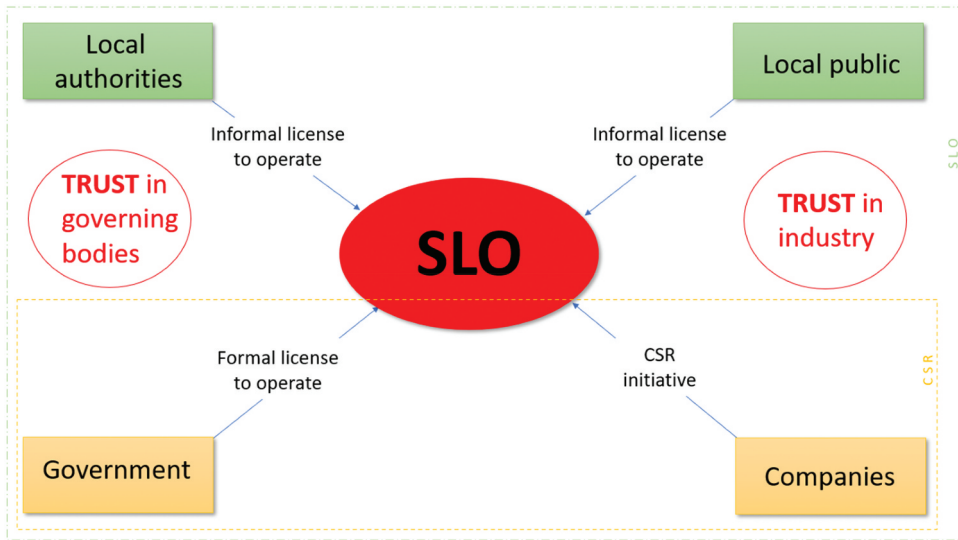 Local
authorities
Local public
Informal license
to operate
Informal license
to operate
SLO
TRUST in
governing
bodies
SLO
TRUST in
industry
Formal license
to operate
CSR
initiative
CSR
Government
Companies